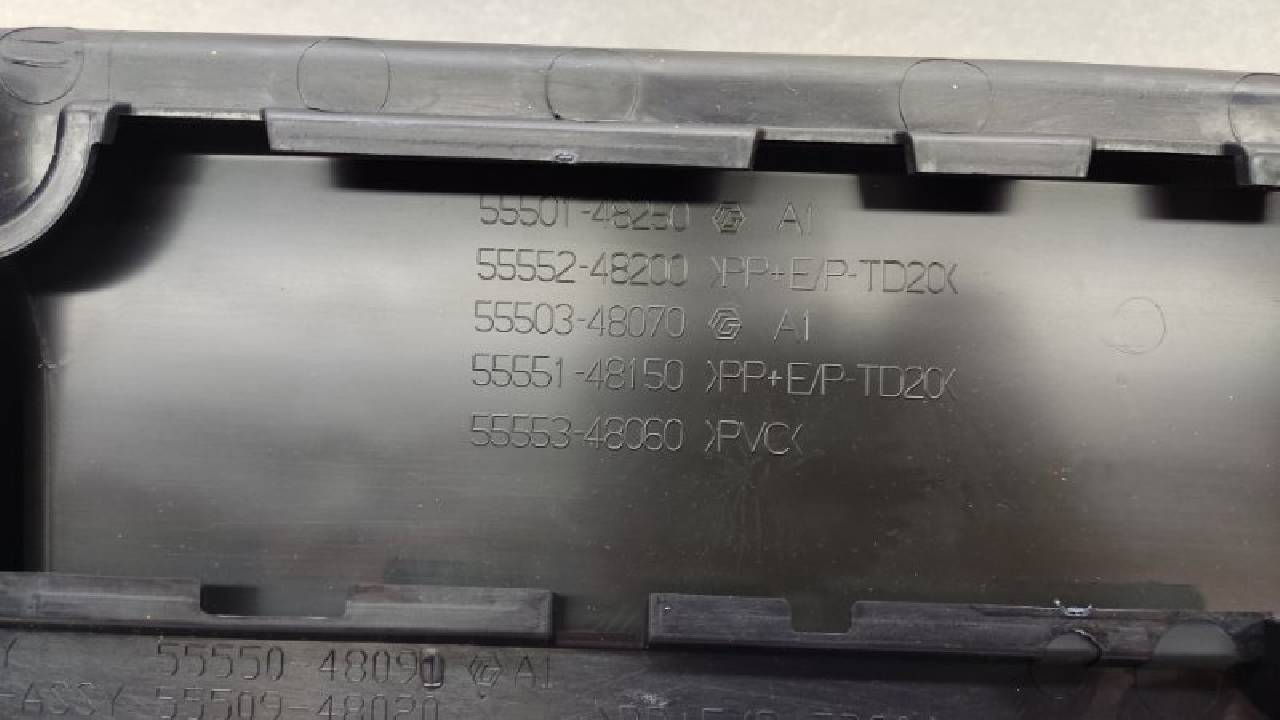 55501-48250 A1
55552-48200 >PP+E/P-TD20<
55503-48070 A1
55551-48150 >PP+E/P-TD20<
55553-48060 >PVC<
55550-48090 A1
-ASSY 55509-48020